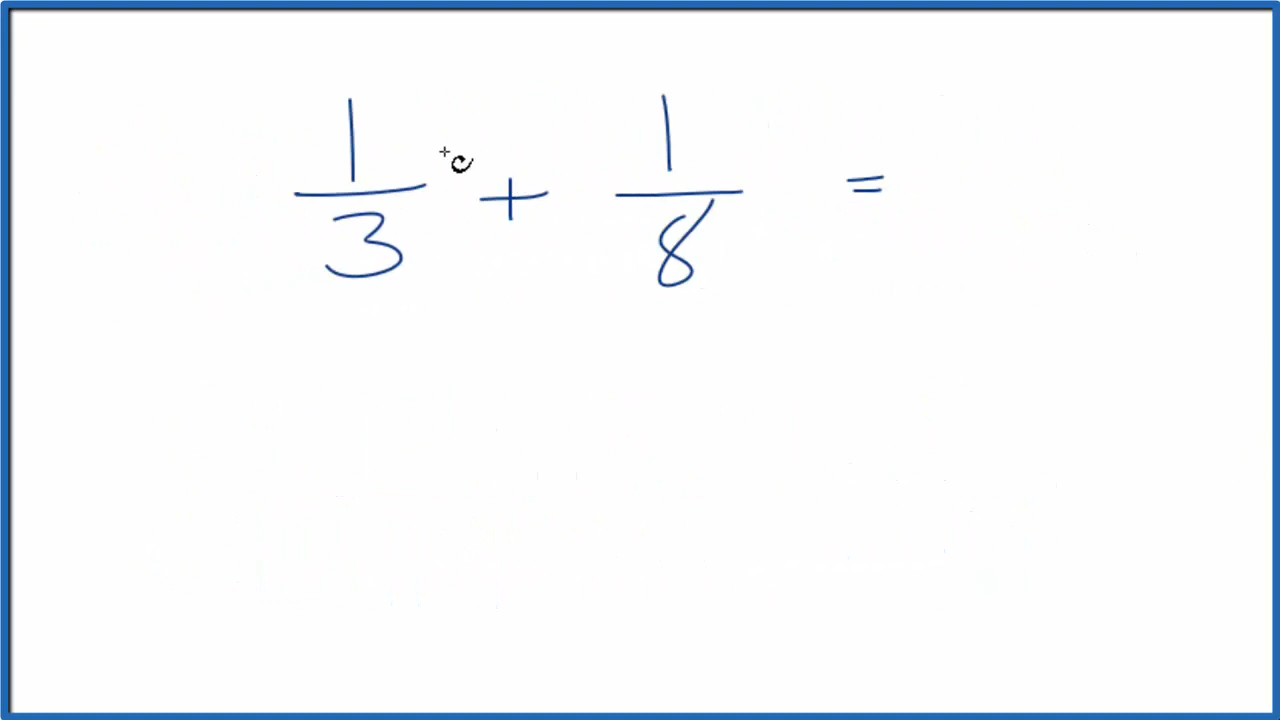 1/3 + 1/8 =